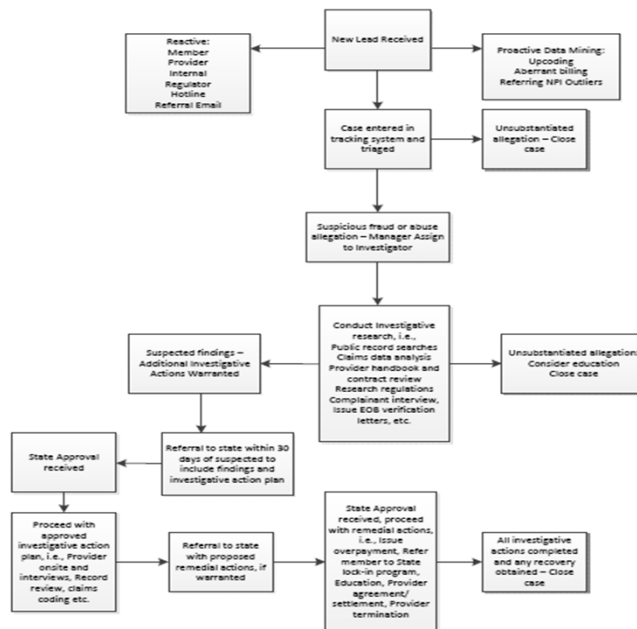 New Lead Received
Reactive:
Member
Provider
Internal
Regulator
Hotline
Referral Email
Proactive Data Mining:
Upcoding
Aberrant billing
Referring NPI Outliers
Case entered in
tracking system and
triaged
Unsubstantiated
allegation – Close
case
Suspicious fraud or abuse
allegation – Manager Assign
to Investigator
Conduct Investigative
research, i.e.,
Public record searches
Claims data analysis
Provider handbook and
contract review
Research regulations
Complainant interview,
Issue EOB verification
letters, etc.
Suspected findings –
Additional Investigative
Actions Warranted
Unsubstantiated allegation:
Consider education
Close case
Referral to state within 30
days of suspected to
include findings and
investigative action plan
State Approval
received
Proceed with
approved
investigative action
plan, i.e., Provider
onsite and
interviews, Record
review, claims
coding etc.
Referral to state
with proposed
remedial actions, if
warranted
State Approval
received, proceed
with remedial actions,
i.e., Issue
overpayment, Refer
member to State
lock-in program,
Education, Provider
agreement/
settlement, Provider
termination
All investigative
actions completed
and any recovery
obtained – Close
case